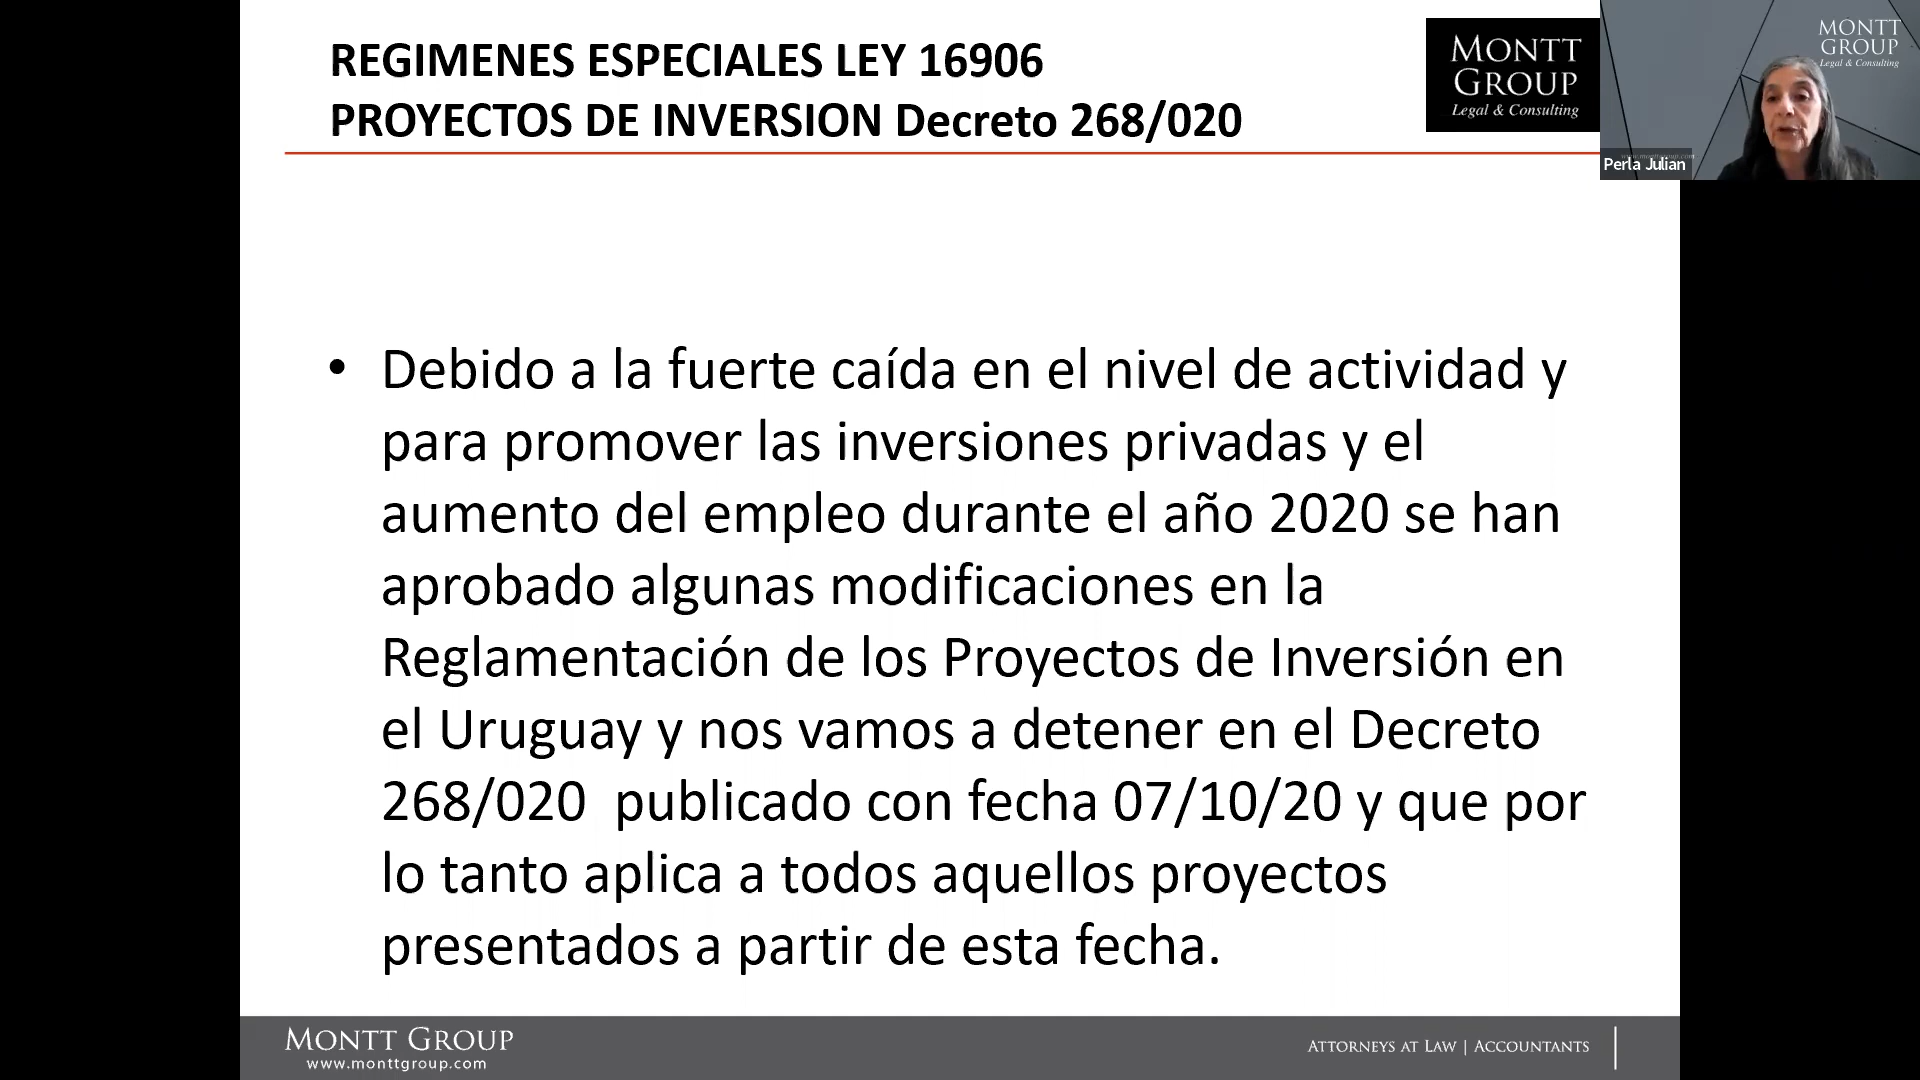 REGIMENES ESPECIALES LEY 16906
PROYECTOS DE INVERSION Decreto 268/020
MONTT
GROUP
Legal & Consulting
MONTT
GROUP
Legal & Consulting
Perla Julian
• Debido a la fuerte caída en el nivel de actividad y
para promover las inversiones privadas y el
aumento del empleo durante el año 2020 se han
aprobado algunas modificaciones en la
Reglamentación de los Proyectos de Inversión en
el Uruguay y nos vamos a detener en el Decreto
268/020 publicado con fecha 07/10/20 y que por
lo tanto aplica a todos aquellos proyectos
presentados a partir de esta fecha.
MONTT GROUP
www.monttgroup.com
ATTORNEYS AT LAW | ACCOUNTANTS